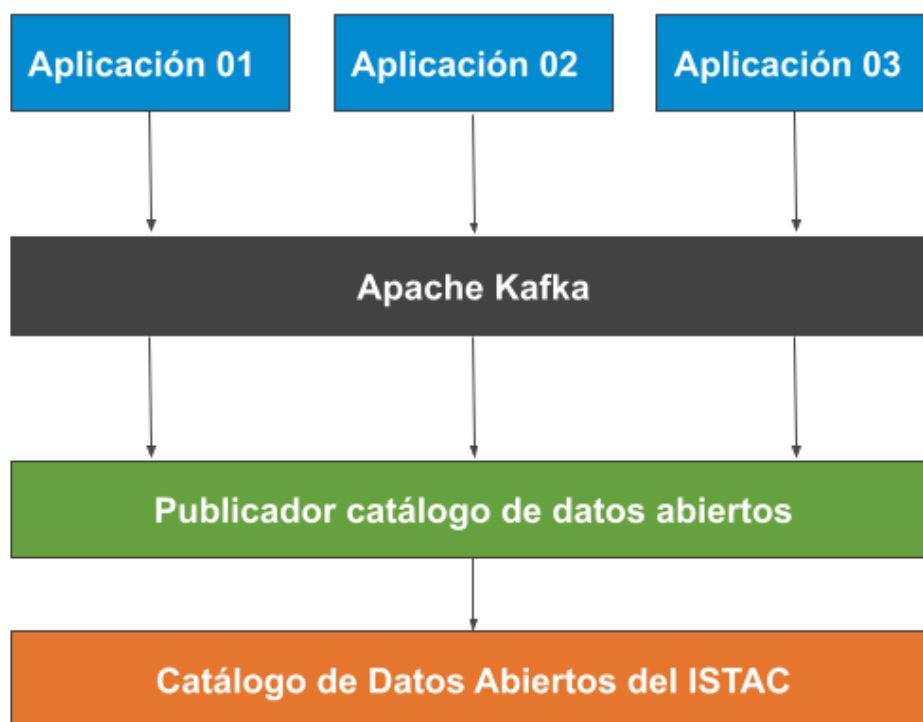 Aplicación 01
Aplicación 02
Aplicación 03
Apache Kafka
Publicador catálogo de datos abiertos
Catálogo de Datos Abiertos del ISTAC